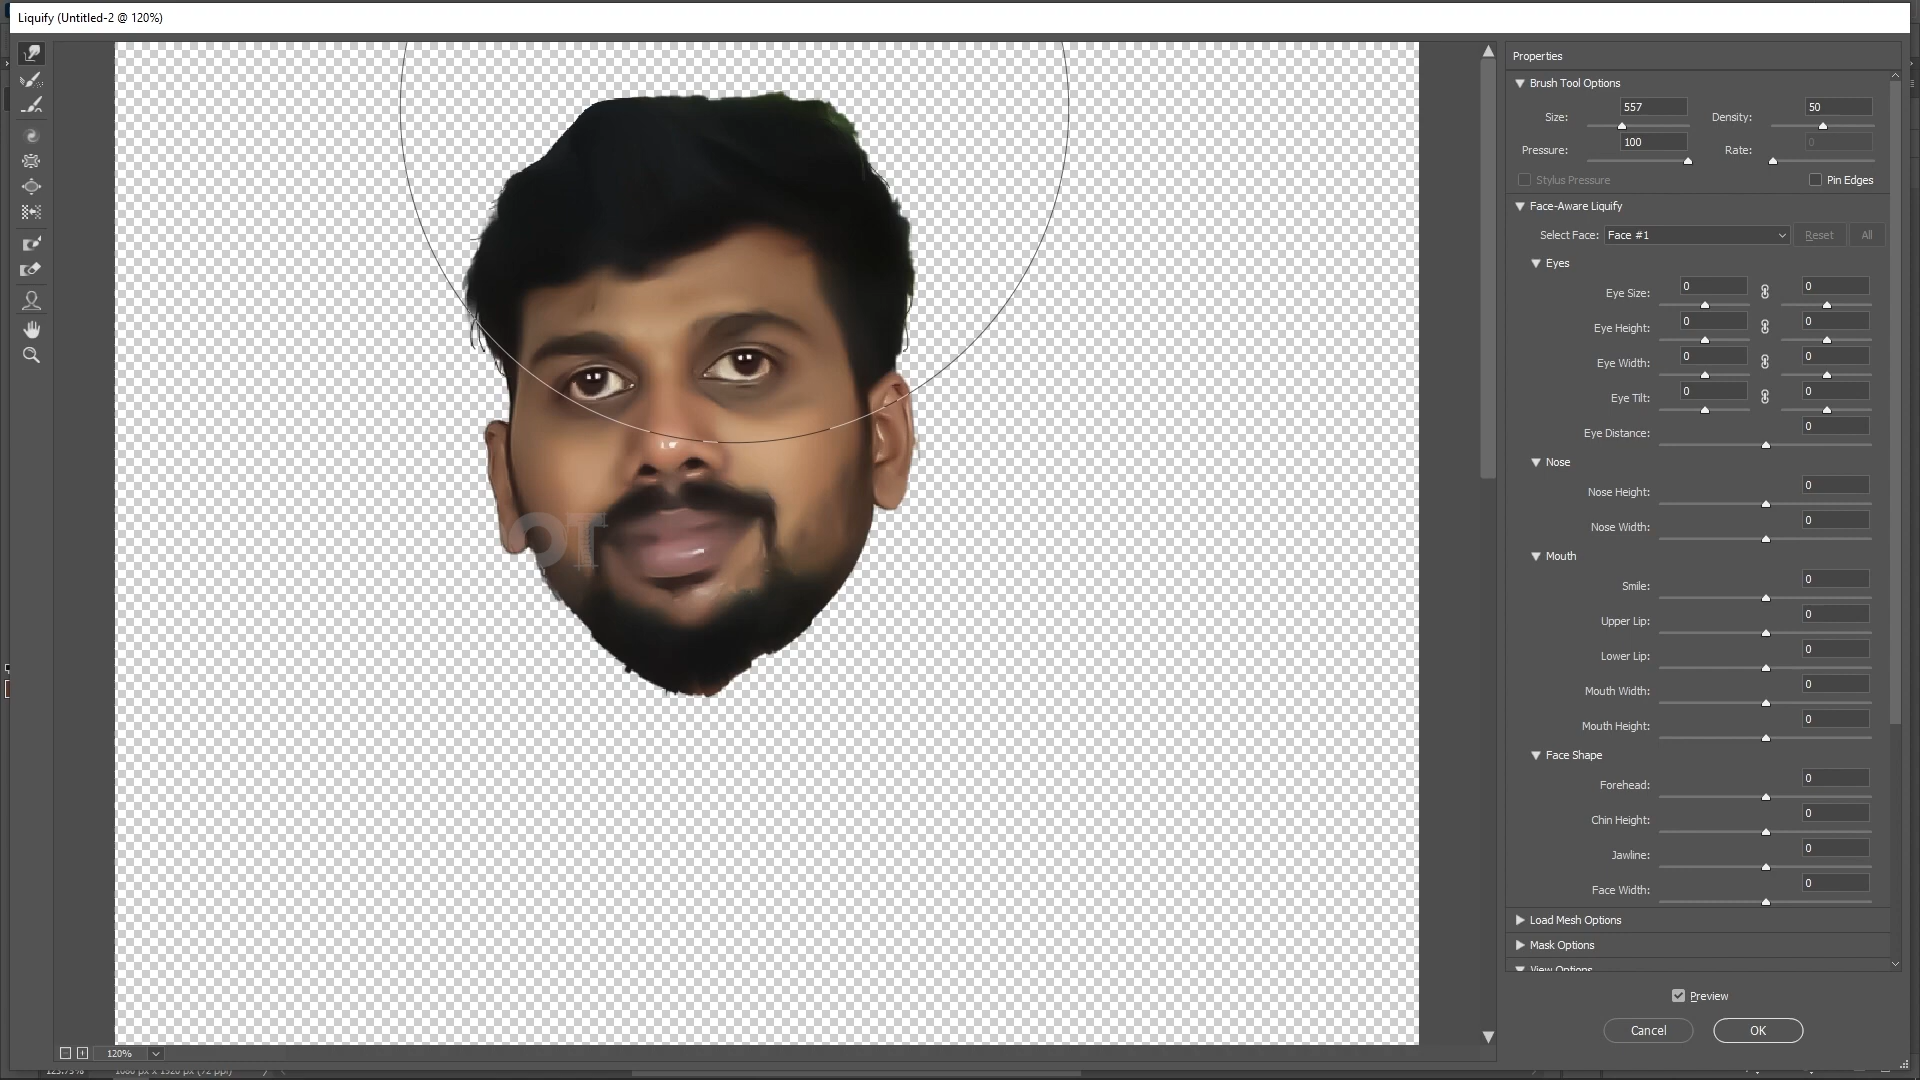 Liquify (Untitled-2 @ 120%)
Properties
Brush Tool Options
Size: 557 Density: 50
Pressure: 100 Rate: 0
Stylus Pressure Pin Edges
Face-Aware Liquify
Select Face: Face #1 Reset All
Eyes
Eye Size: 0 0
Eye Height: 0 0
Eye Width: 0 0
Eye Tilt: 0 0
Eye Distance: 0
Nose
Nose Height: 0
Nose Width: 0
Mouth
Smile: 0
Upper Lip: 0
Lower Lip: 0
Mouth Width: 0
Mouth Height: 0
Face Shape
Forehead: 0
Chin Height: 0
Jawline: 0
Face Width: 0
Load Mesh Options
Mask Options
View Options
Preview
Cancel OK
OT
120%